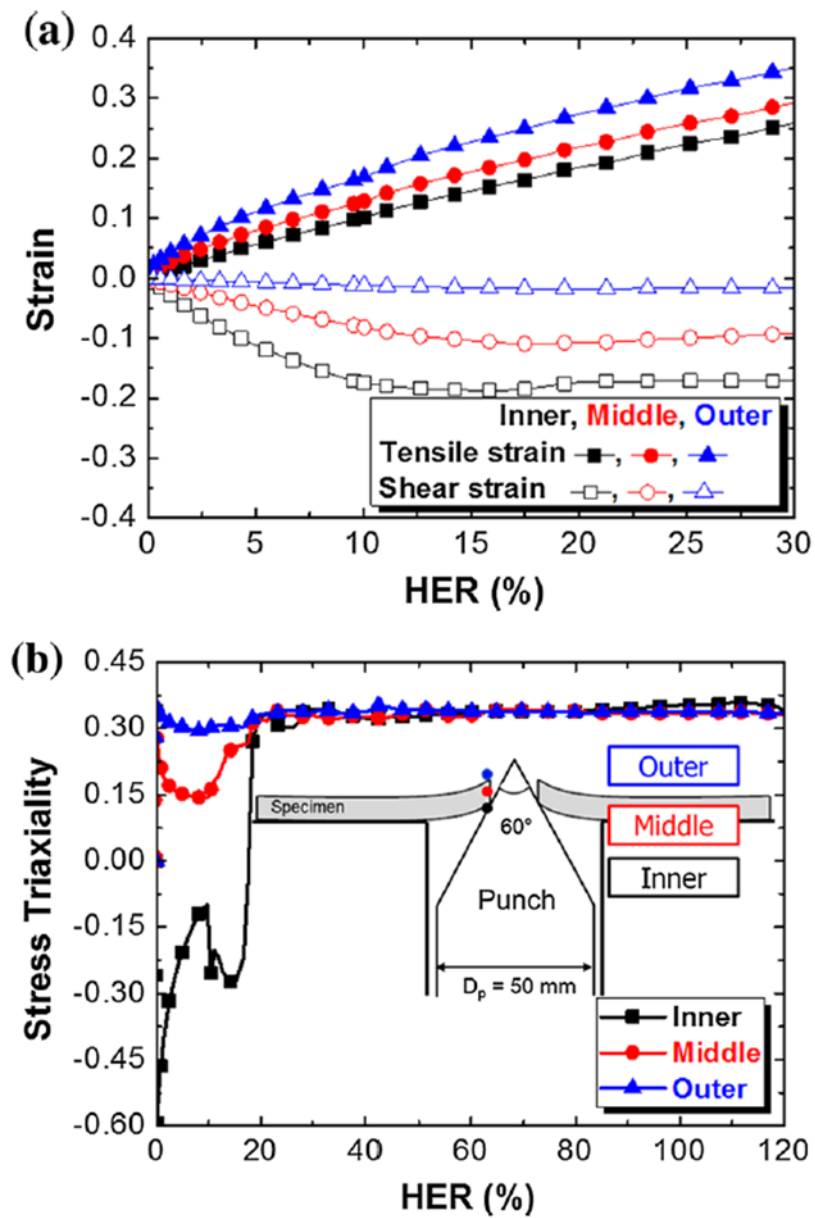 (a)
0.4
0.3
0.2
0.1
0.0
-0.1
-0.2
-0.3
-0.4
Strain
Inner, Middle, Outer
Tensile strain , , 
Shear strain , , 
0 5 10 15 20 25 30
HER (%)
(b)
0.45
0.30
0.15
0.00
-0.15
-0.30
-0.45
-0.60
Stress Triaxiality
Specimen
60°
Punch
Dp = 50 mm
Outer
Middle
Inner
Inner
Middle
Outer
0 20 40 60 80 100 120
HER (%)